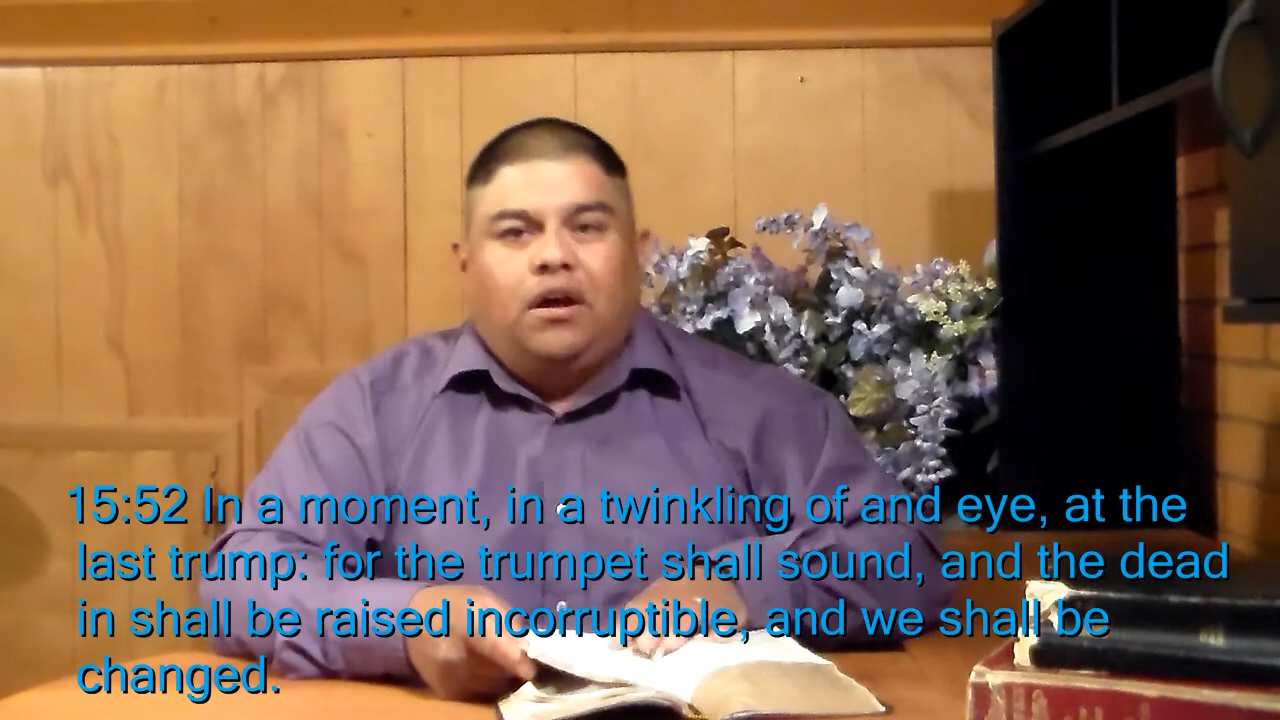 15:52 In a moment, in a twinkling of and eye, at the
last trump: for the trumpet shall sound, and the dead
in shall be raised incorruptible, and we shall be
changed.